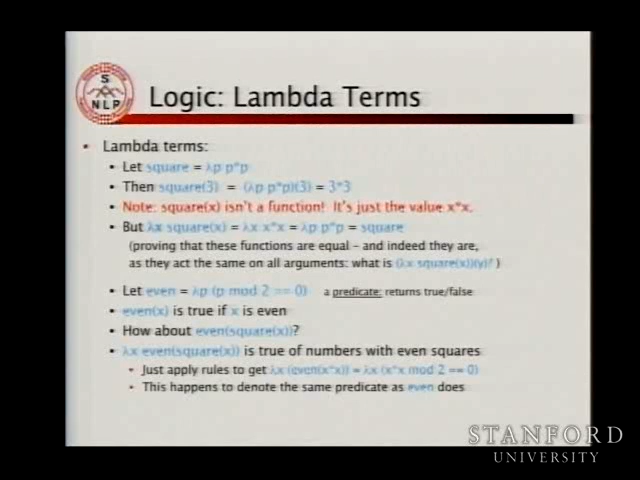 S
NLP
Logic: Lambda Terms
• Lambda terms:
• Let square = λp p*p
• Then square(3) = (λp p*p)(3) = 3*3
• Note: square(x) isn't a function! It's just the value x*x.
• But λx square(x) = λx x*x = λp p*p = square
(proving that these functions are equal – and indeed they are,
as they act the same on all arguments: what is (λx square(x))(y)? )
• Let even = λp (p mod 2 == 0) a predicate: returns true/false
• even(x) is true if x is even
• How about even(square(x))?
• λx even(square(x)) is true of numbers with even squares
• Just apply rules to get λx (even(x*x)) = λx (x*x mod 2 == 0)
• This happens to denote the same predicate as even does
STANFORD
UNIVERSITY